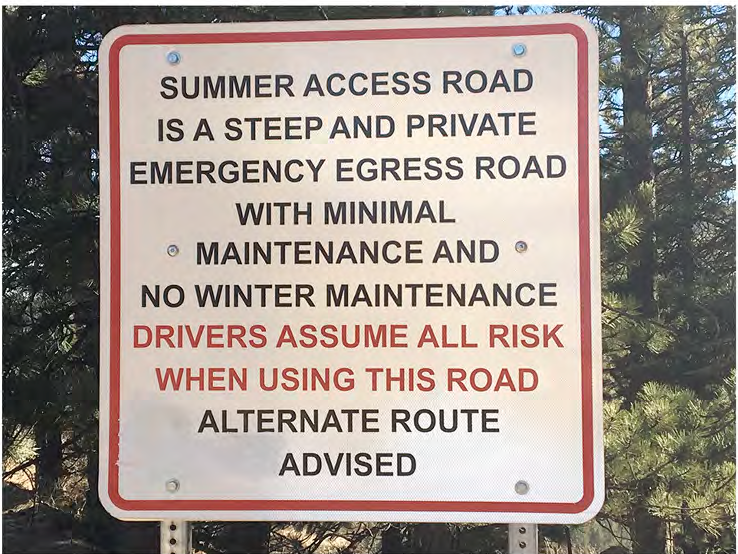 SUMMER ACCESS ROAD
IS A STEEP AND PRIVATE
EMERGENCY EGRESS ROAD
WITH MINIMAL
MAINTENANCE AND
NO WINTER MAINTENANCE
DRIVERS ASSUME ALL RISK
WHEN USING THIS ROAD
ALTERNATE ROUTE
ADVISED